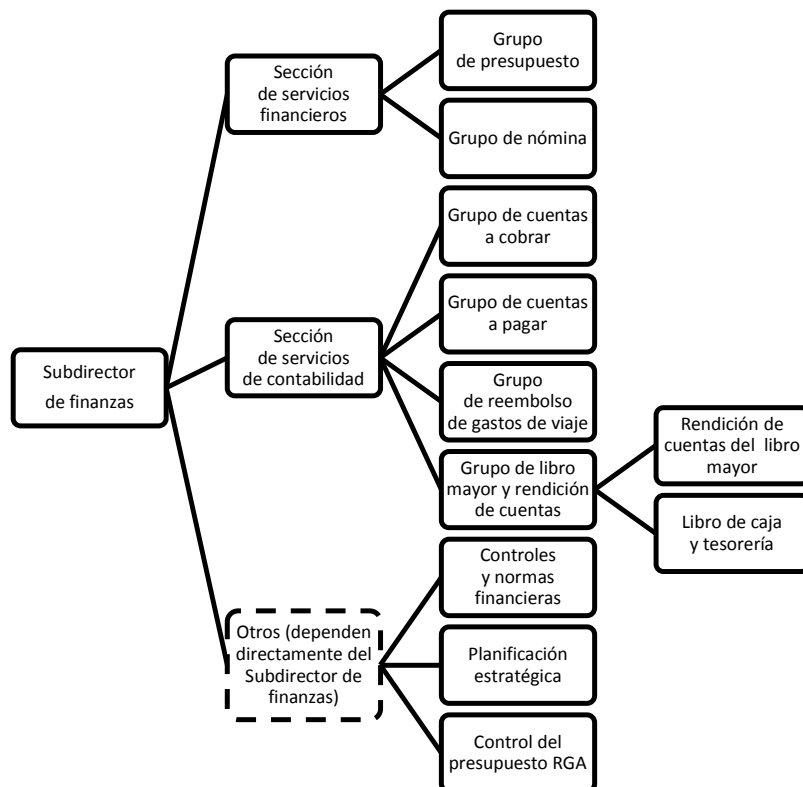 Subdirector
de finanzas
Sección
de servicios
financieros
Grupo
de presupuesto
Grupo de nómina
Sección
de servicios
de contabilidad
Grupo de cuentas
a cobrar
Grupo de cuentas
a pagar
Grupo
de reembolso
de gastos de viaje
Grupo de libro
mayor y rendición
de cuentas
Rendición de
cuentas del libro
mayor
Libro de caja
y tesorería
Otros (dependen
directamente del
Subdirector de
finanzas)
Controles
y normas
financieras
Planificación
estratégica
Control del
presupuesto RGA